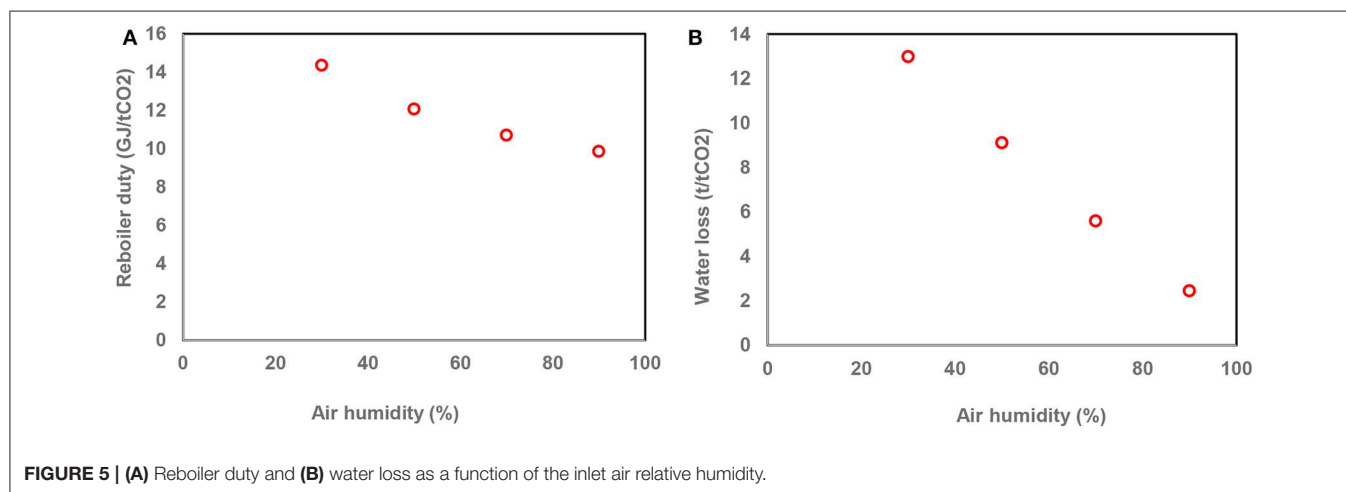 A
Reboiler duty (GJ/tCO2)
16
14
12
10
8
6
4
2
0
0 20 40 60 80 100
Air humidity (%)
B
Water loss (t/tCO2)
14
12
10
8
6
4
2
0
0 20 40 60 80 100
Air humidity (%)
FIGURE 5 | (A) Reboiler duty and (B) water loss as a function of the inlet air relative humidity.